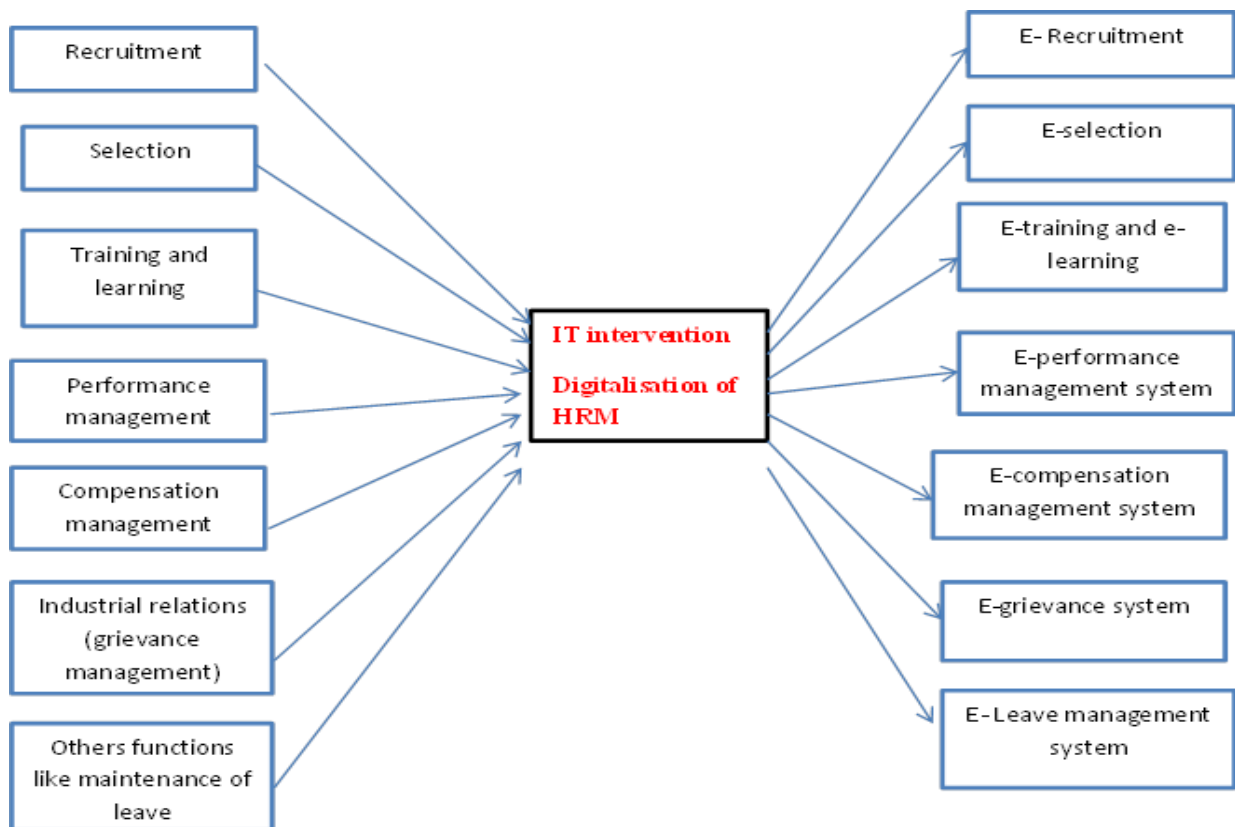 Recruitment
Selection
Training and
learning
Performance
management
Compensation
management
Industrial relations
(grievance
management)
Others functions
like maintenance of
leave
IT intervention
Digitalisation of
HRM
E- Recruitment
E-selection
E-training and e-
learning
E-performance
management system
E-compensation
management system
E-grievance system
E- Leave management
system